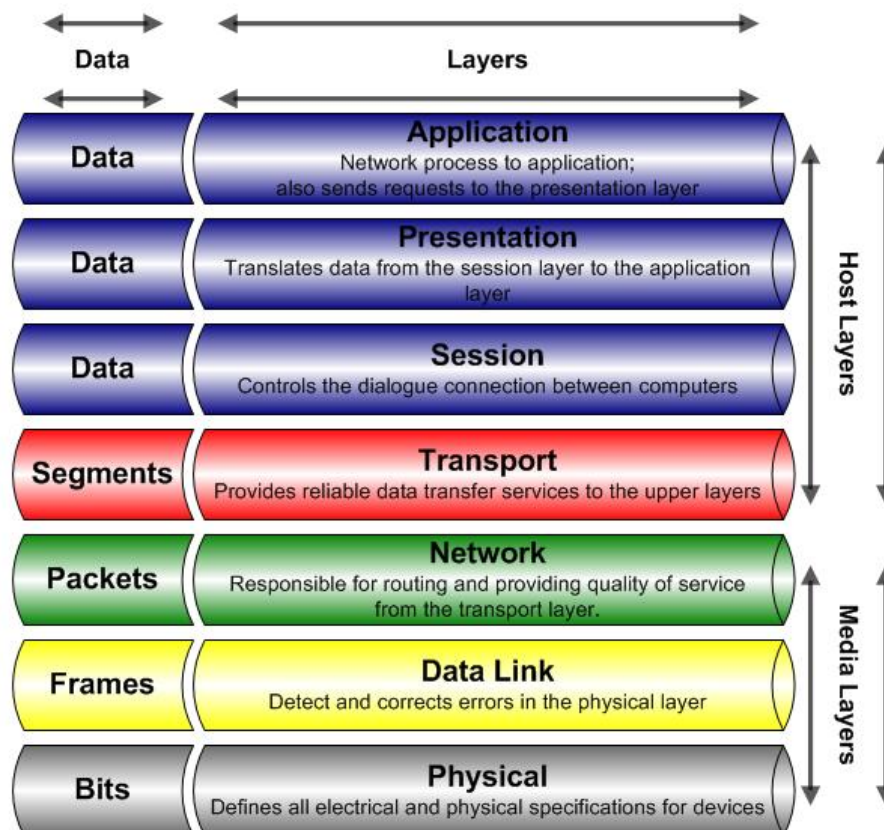 Data
Layers
Data
Application
Network process to application;
also sends requests to the presentation layer
Data
Presentation
Translates data from the session layer to the application
layer
Data
Session
Controls the dialogue connection between computers
Segments
Transport
Provides reliable data transfer services to the upper layers
Host Layers
Packets
Network
Responsible for routing and providing quality of service
from the transport layer.
Frames
Data Link
Detect and corrects errors in the physical layer
Bits
Physical
Defines all electrical and physical specifications for devices
Media Layers